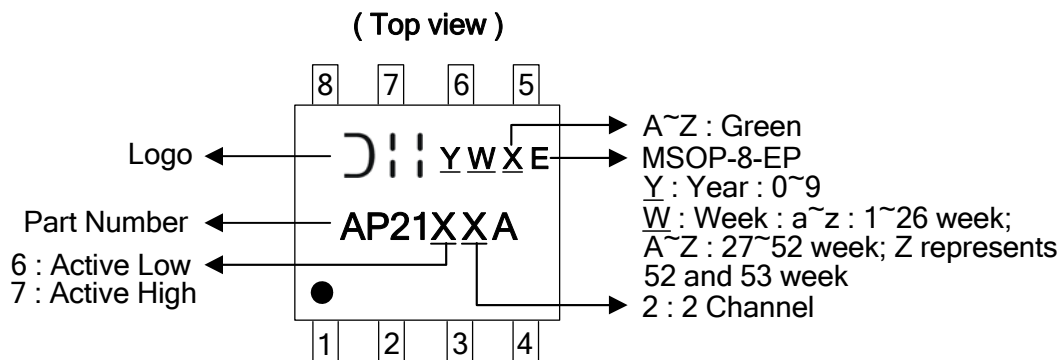 ( Top view )
8 7 6 5
Logo
YWXE
A~Z : Green
MSOP-8-EP
Y : Year : 0~9
W : Week : a~z : 1~26 week;
A~Z : 27~52 week; Z represents
52 and 53 week
Part Number
AP21XXA
6 : Active Low
7 : Active High
2 : 2 Channel
1 2 3 4